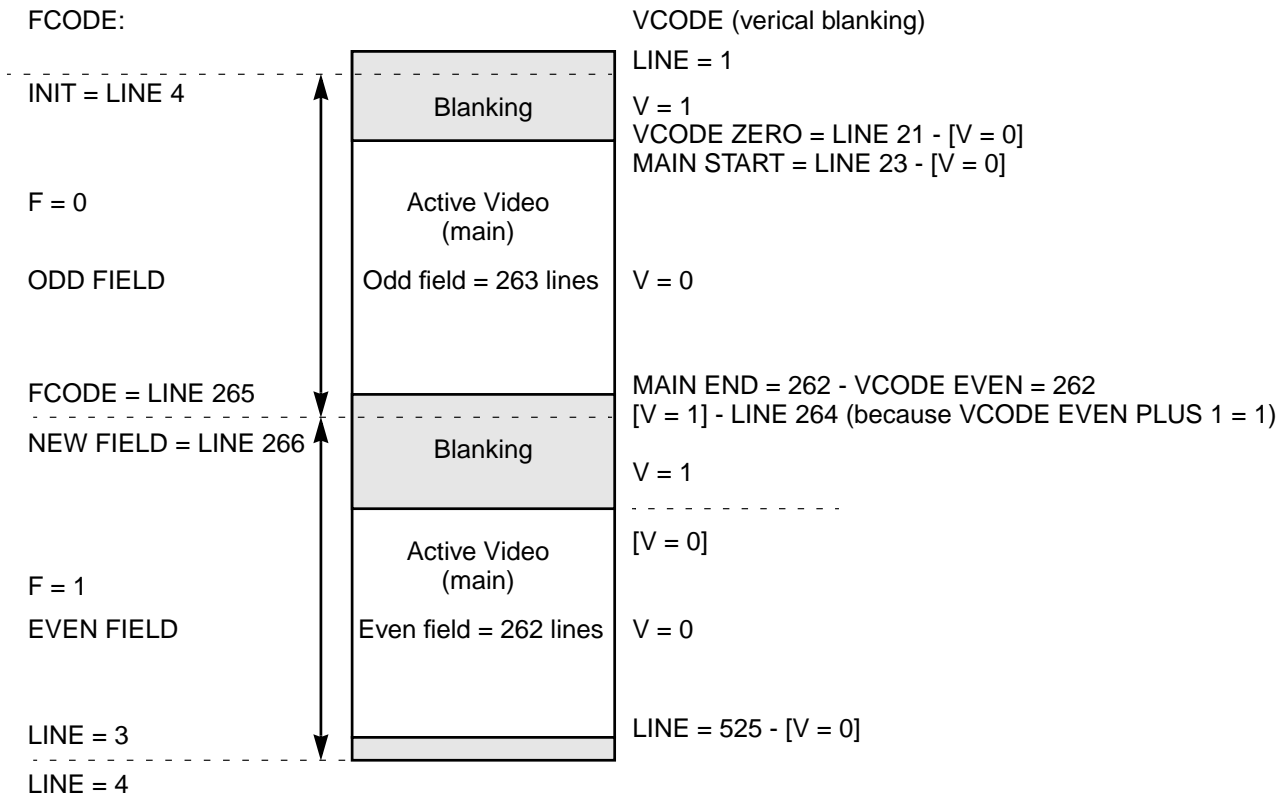 FCODE:
VCODE (verical blanking)
LINE = 1
INIT = LINE 4
Blanking
V = 1
VCODE ZERO = LINE 21 - [V = 0]
MAIN START = LINE 23 - [V = 0]
F = 0
Active Video
(main)
ODD FIELD
Odd field = 263 lines
V = 0
FCODE = LINE 265
MAIN END = 262 - VCODE EVEN = 262
[V = 1] - LINE 264 (because VCODE EVEN PLUS 1 = 1)
NEW FIELD = LINE 266
Blanking
V = 1
[V = 0]
Active Video
(main)
F = 1
EVEN FIELD
Even field = 262 lines
V = 0
LINE = 3
LINE = 525 - [V = 0]
LINE = 4